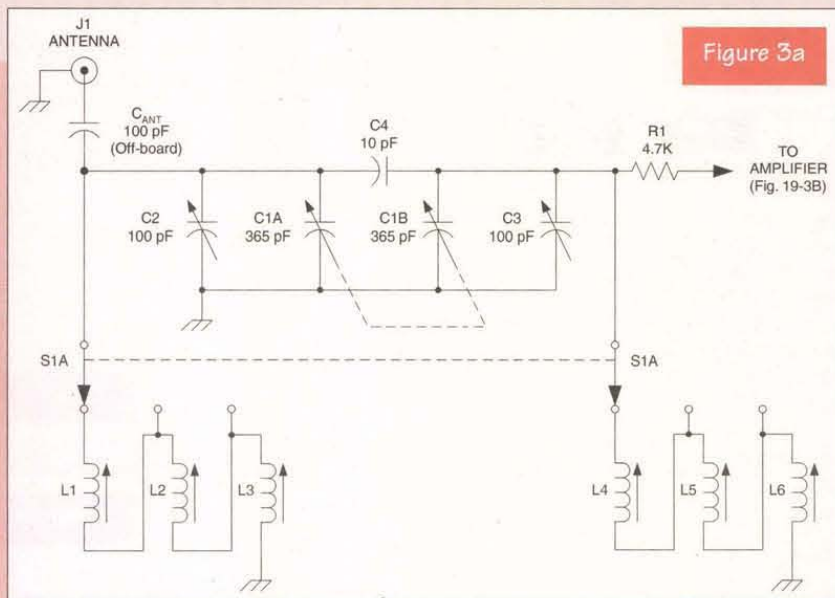 J1
ANTENNA
Figure 3a
C_ANT
100 pF
(Off-board)
C4
10 pF
R1
4.7K
TO
AMPLIFIER
(Fig. 19-3B)
C2
100 pF
C1A
365 pF
C1B
365 pF
C3
100 pF
S1A
S1A
L1
L2
L3
L4
L5
L6